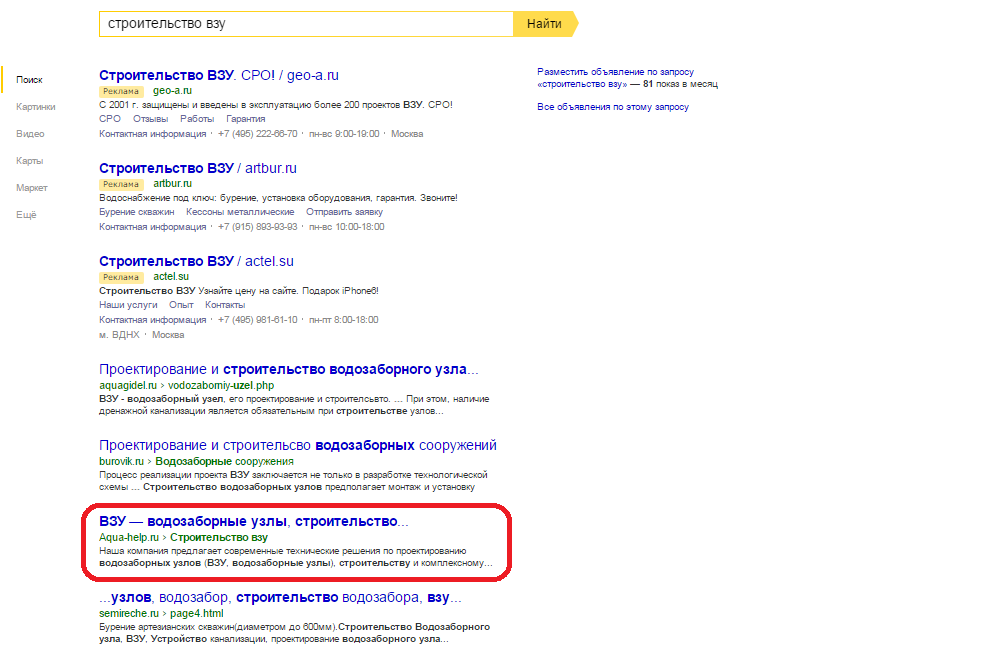 строительство взу
Найти
Поиск
Картинки
Видео
Карты
Маркет
Ещё
Строительство ВЗУ. СРО! / geo-a.ru
Реклама geo-a.ru
С 2001 г. защищены и введены в эксплуатацию более 200 проектов ВЗУ. СРО!
СРО Отзывы Работы Гарантия
Контактная информация · +7 (495) 222-66-70 · пн-вс 9:00-19:00 · Москва
Строительство ВЗУ / artbur.ru
Реклама artbur.ru
Водоснабжение под ключ: бурение, установка оборудования, гарантия. Звоните!
Бурение скважин Кессоны металлические Отправить заявку
Контактная информация · +7 (915) 893-93-93 · пн-вс 10:00-18:00
Строительство ВЗУ / actel.su
Реклама actel.su
Строительство ВЗУ Узнайте цену на сайте. Подарок iPhone6!
Наши услуги Опыт Контакты
Контактная информация · +7 (495) 981-61-10 · пн-пт 8:00-18:00
м. ВДНХ · Москва
Проектирование и строительство водозаборного узла...
aquagidel.ru › vodozaborniy-uzel.php
ВЗУ - водозаборный узел, его проектирование и строителсьвто. ... При этом, наличие
дренажной канализации является обязательным при строительстве узлов...
Проектирование и строительсво водозаборных сооружений
burovik.ru › Водозаборные сооружения
Процесс реализации проекта ВЗУ заключается не только в разработке технологической
схемы ... Строительство водозаборных узлов предполагает монтаж и установку
ВЗУ — водозаборные узлы, строительство...
Aqua-help.ru › Строительство взу
Наша компания предлагает современные технические решения по проектированию
водозаборных узлов (ВЗУ, водозаборные узлы), строительству и комплексному...
...узлов, водозабор, строительство водозабора, взу...
semireche.ru › page4.html
Бурение артезианских скважин(диаметром до 600мм).Строительство Водозаборного
узла, ВЗУ, Устройство канализации, проектирование водозаборного узла...
Разместить объявление по запросу
«строительство взу» — 81 показ в месяц
Все объявления по этому запросу